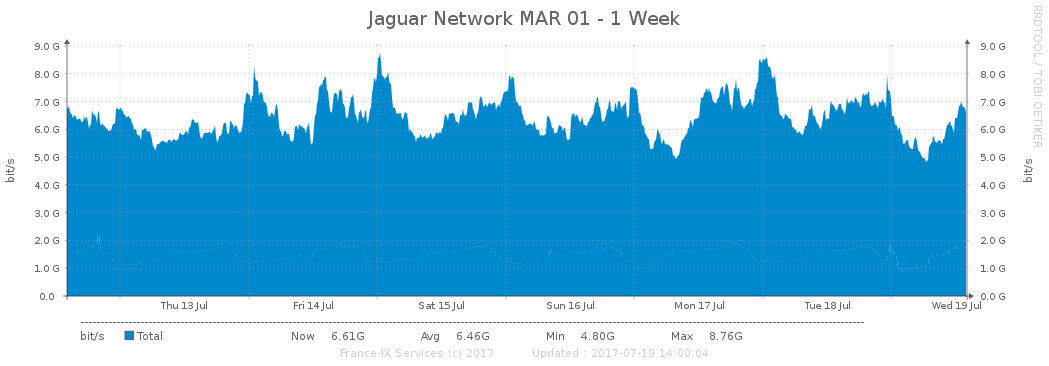 Jaguar Network MAR 01 - 1 Week
RRDTOOL / TOBI OETIKER
bit/s
9.0 G 9.0 G
8.0 G 8.0 G
7.0 G 7.0 G
6.0 G 6.0 G
5.0 G 5.0 G
4.0 G 4.0 G
3.0 G 3.0 G
2.0 G 2.0 G
1.0 G 1.0 G
0.0 0.0 G
bit/s
Thu 13 Jul Fri 14 Jul Sat 15 Jul Sun 16 Jul Mon 17 Jul Tue 18 Jul Wed 19 Jul
bit/s Total Now 6.61G Avg 6.46G Min 4.80G Max 8.76G
France-IX Services (c) 2017 Updated : 2017-07-19 14:00:04